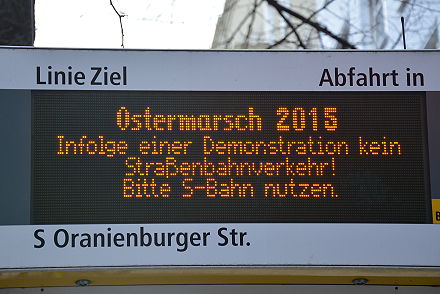 Linie Ziel Abfahrt in
Ostermarsch 2015
Infolge einer Demonstration kein
Straßenbahnverkehr!
Bitte S-Bahn nutzen.
S Oranienburger Str.